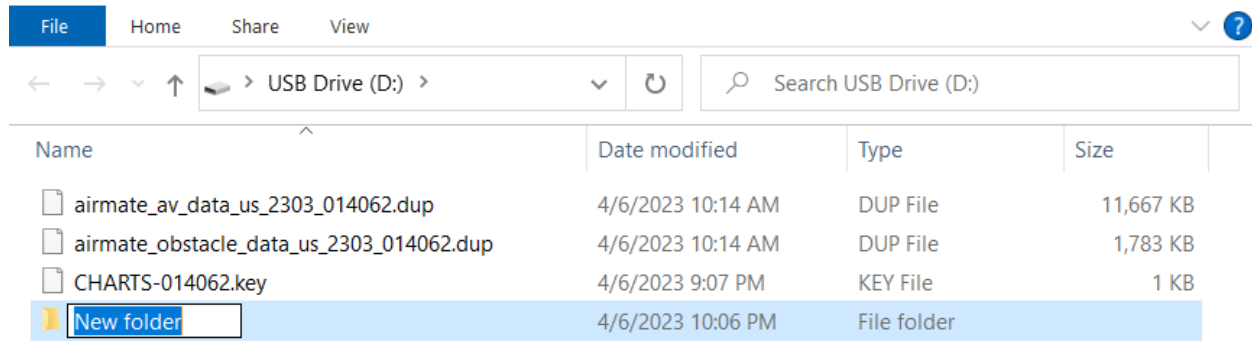 File Home Share View ?
USB Drive (D:) Search USB Drive (D:)
Name Date modified Type Size
airmate_av_data_us_2303_014062.dup 4/6/2023 10:14 AM DUP File 11,667 KB
airmate_obstacle_data_us_2303_014062.dup 4/6/2023 10:14 AM DUP File 1,783 KB
CHARTS-014062.key 4/6/2023 9:07 PM KEY File 1 KB
New folder 4/6/2023 10:06 PM File folder